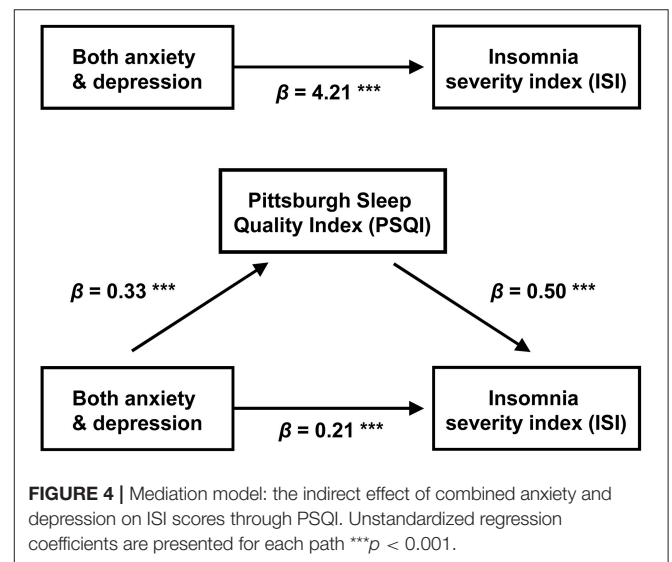 Both anxiety
& depression
β = 4.21 ***
Insomnia
severity index (ISI)
Pittsburgh Sleep
Quality Index (PSQI)
β = 0.33 ***
β = 0.50 ***
Both anxiety
& depression
β = 0.21 ***
Insomnia
severity index (ISI)
FIGURE 4 | Mediation model: the indirect effect of combined anxiety and
depression on ISI scores through PSQI. Unstandardized regression
coefficients are presented for each path ***p < 0.001.